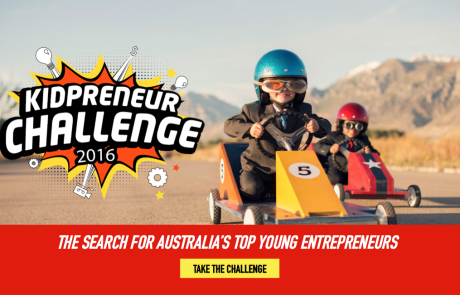 KIDPRENEUR
CHALLENGE
2016
5
THE SEARCH FOR AUSTRALIA'S TOP YOUNG ENTREPRENEURS
TAKE THE CHALLENGE